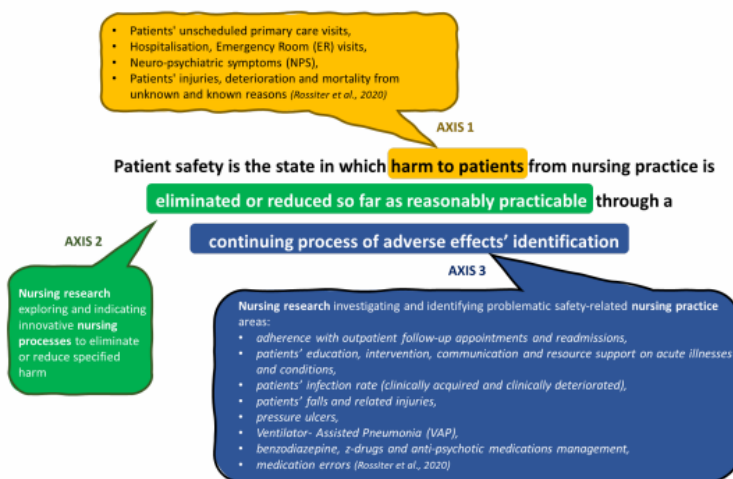 • Patients' unscheduled primary care visits,
• Hospitalisation, Emergency Room (ER) visits,
• Neuro-psychiatric symptoms (NPS),
• Patients' injuries, deterioration and mortality from
unknown and known reasons (Rossiter et al., 2020)
AXIS 1
Patient safety is the state in which harm to patients from nursing practice is
eliminated or reduced so far as reasonably practicable through a
continuing process of adverse effects' identification
AXIS 2
Nursing research
exploring and indicating
innovative nursing
processes to eliminate
or reduce specified
harm
AXIS 3
Nursing research investigating and identifying problematic safety-related nursing practice
areas:
• adherence with outpatient follow-up appointments and readmissions,
• patients' education, intervention, communication and resource support on acute illnesses
and conditions,
• patients' infection rate (clinically acquired and clinically deteriorated),
• patients' falls and related injuries,
• pressure ulcers,
• Ventilator- Assisted Pneumonia (VAP),
• benzodiazepine, z-drugs and anti-psychotic medications management,
• medication errors (Rossiter et al., 2020)